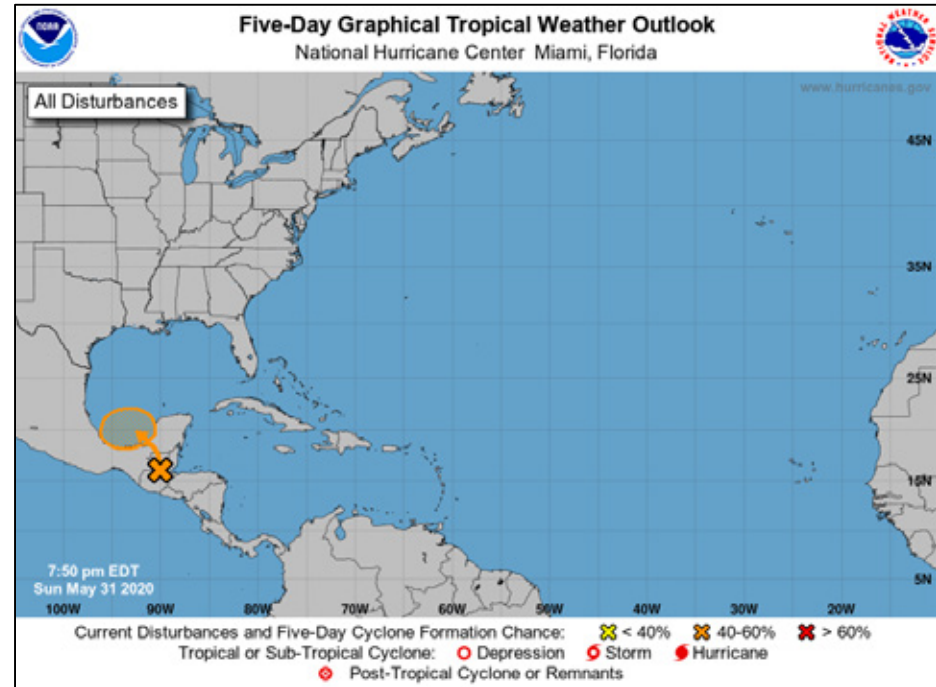 Five-Day Graphical Tropical Weather Outlook
National Hurricane Center Miami, Florida
NOAA
All Disturbances
www.hurricanes.gov
45N
35N
25N
15N
5N
7:50 pm EDT
Sun May 31 2020
100W 90W 80W 70W 60W 50W 40W 30W 20W
Current Disturbances and Five-Day Cyclone Formation Chance: < 40% 40-60% > 60%
Tropical or Sub-Tropical Cyclone: Depression Storm Hurricane
Post-Tropical Cyclone or Remnants